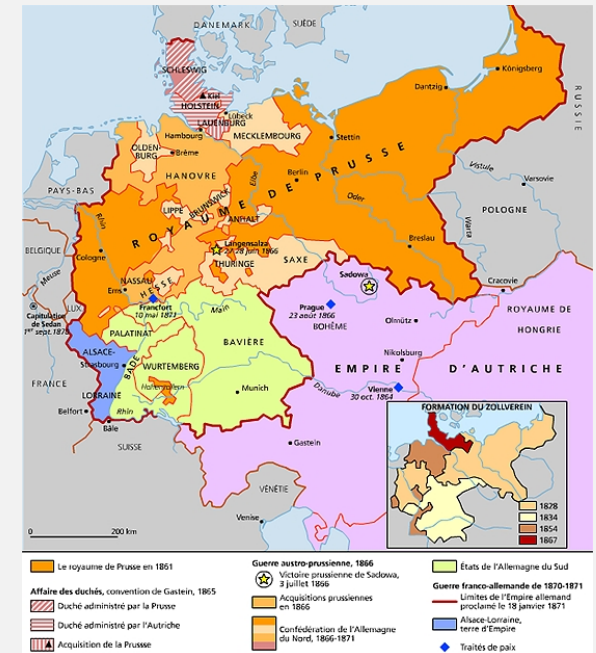 DANEMARK
SUÈDE
SCHLESWIG
Kiel
HOLSTEIN
LAUENBURG
Lübeck
Hambourg
MECKLEMBOURG
OLDEN
BURG
Brême
HANOVRE
Stettin
Dantzig
Königsberg
RUSSIE
PAYS-BAS
Elbe
Berlin
ROYAUME DE PRUSSE
Oder
Vistule
Varsovie
POLOGNE
Warta
LIPPE
BRUNSWICK
ANHALT
Rhin
Cologne
Langensalza
27-28 juin 1866
THURINGE
SAXE
Breslau
BELGIQUE
Meuse
NASSAU
HESSE
Ems
Francfort
10 mai 1871
Main
LUX.
Capitulation
de Sedan
1er sept. 1870
Sadowa
Prague
23 août 1866
BOHÊME
Cracovie
Olmütz
ROYAUME DE
HONGRIE
PALATINAT
ALSACE-
Strasbourg
LORRAINE
BADE
WURTEMBERG
Hohenzollern
BAVIÈRE
Munich
Nikolsburg
EMPIRE D'AUTRICHE
Danube
Vienne
30 oct. 1864
FRANCE
Belfort
Rhin
Bâle
SUISSE
Gastein
VÉNÉTIE
Venise
0 200 km
FORMATION DU ZOLLVEREIN
1828
1834
1854
1867
Le royaume de Prusse en 1861
Affaire des duchés, convention de Gastein, 1865
Duché administré par la Prusse
Duché administré par l'Autriche
Acquisition de la Prussse
Guerre austro-prussienne, 1866
Victoire prussienne de Sadowa,
3 juillet 1866
Acquisitions prussiennes
en 1866
Confédération de l'Allemagne
du Nord, 1866-1871
États de l'Allemagne du Sud
Guerre franco-allemande de 1870-1871
Limites de l'Empire allemand
proclamé le 18 janvier 1871
Alsace-Lorraine,
terre d'Empire
Traités de paix